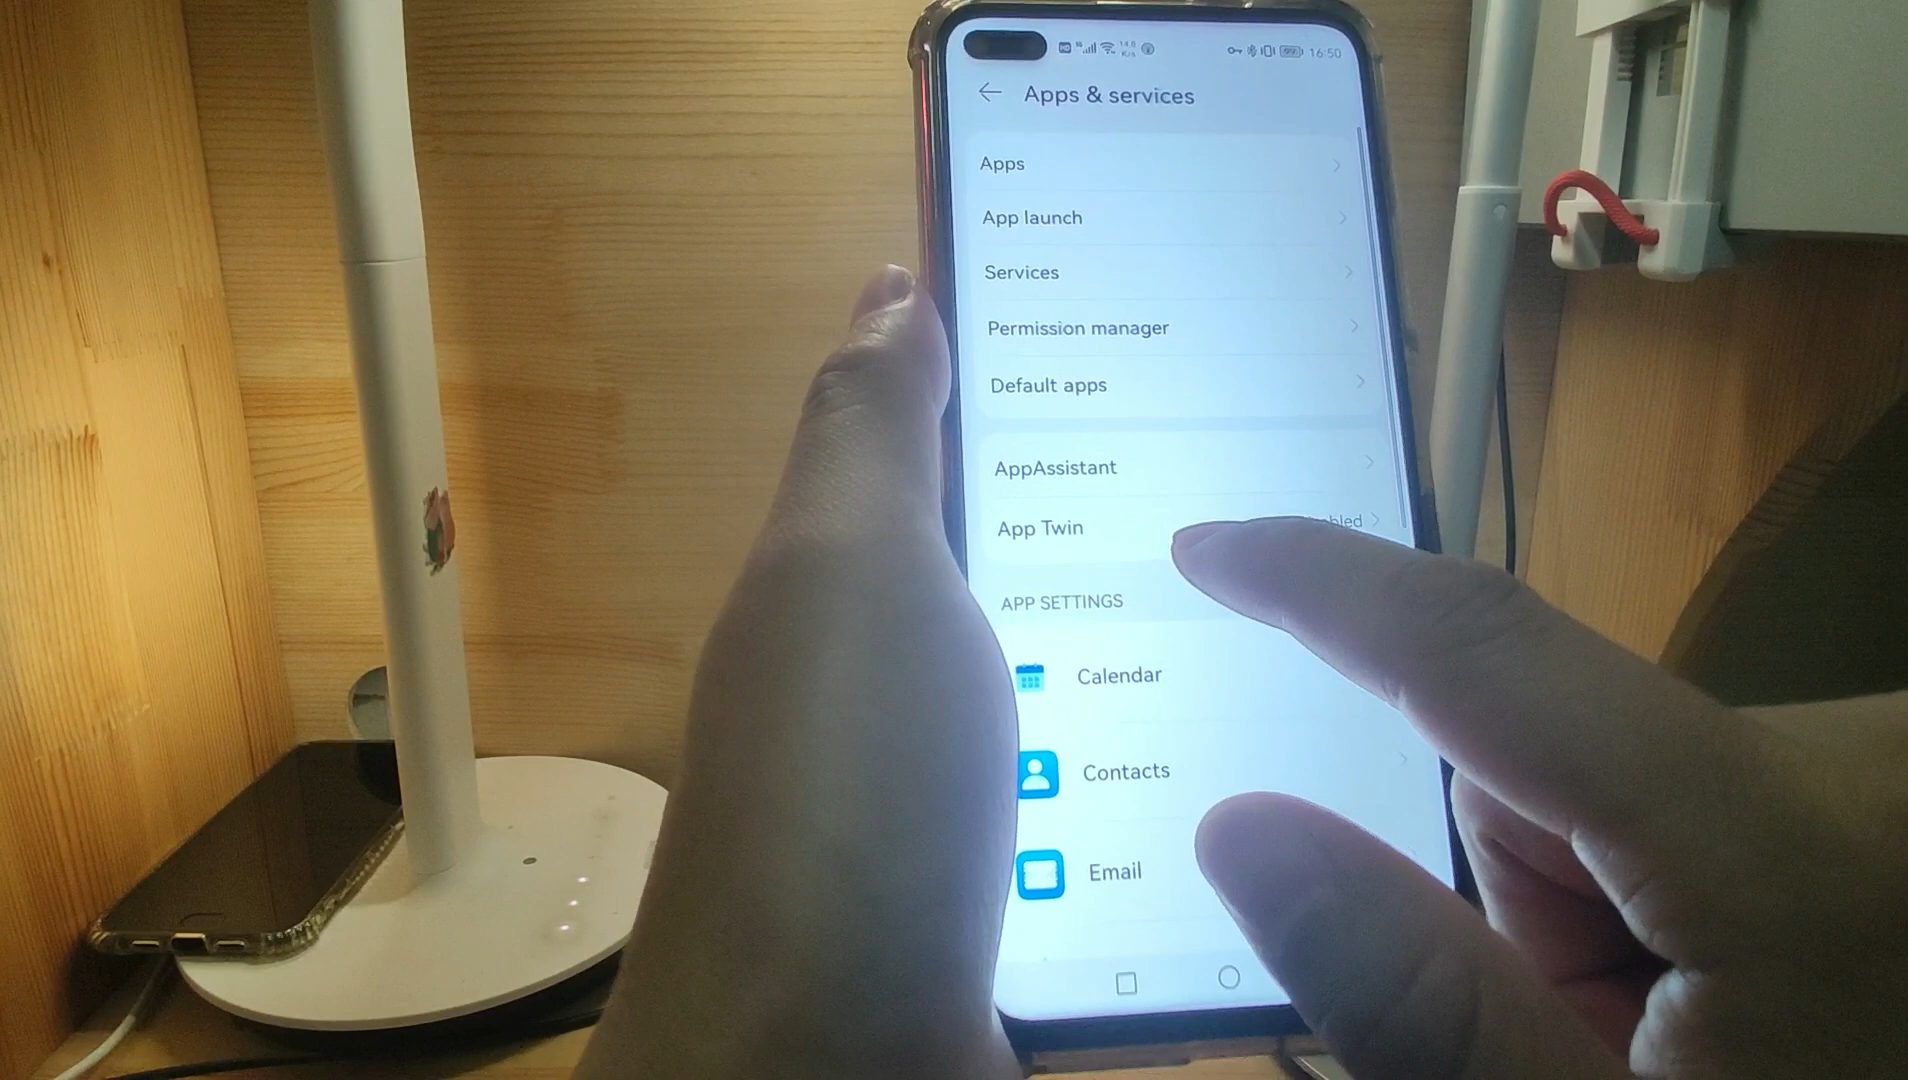 16:50
Apps & services
Apps
App launch
Services
Permission manager
Default apps
AppAssistant
App Twin
APP SETTINGS
Calendar
Contacts
Email